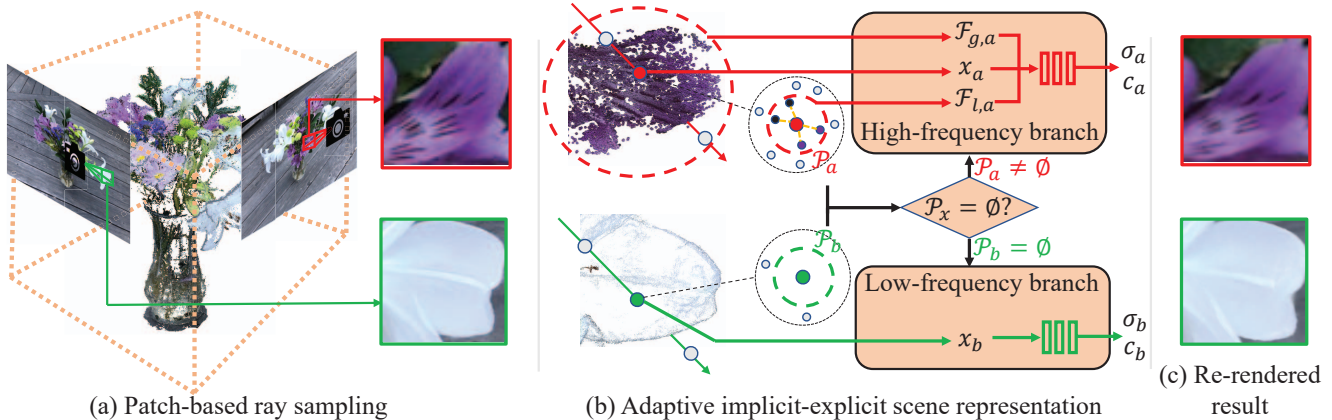 𝓕g,a
xa
𝓕l,a
σa
ca
High-frequency branch
𝒫a
𝒫a ≠ ∅
𝒫x = ∅?
𝒫b
𝒫b = ∅
Low-frequency branch
xb
σb
cb
(a) Patch-based ray sampling
(b) Adaptive implicit-explicit scene representation
(c) Re-rendered
result